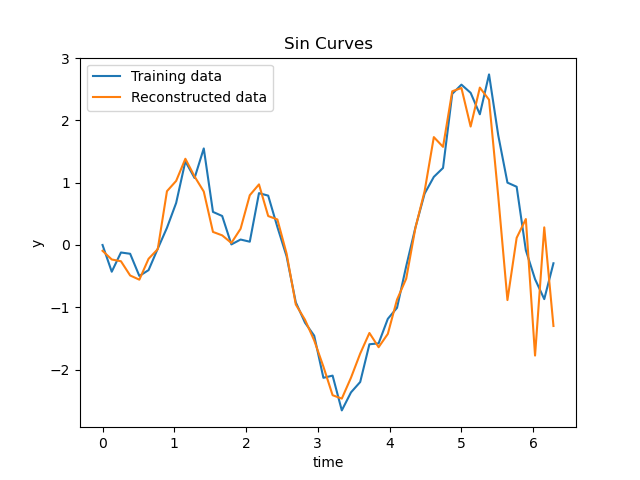 Sin Curves
Training data
Reconstructed data
y
3
2
1
0
−1
−2
0 1 2 3 4 5 6
time